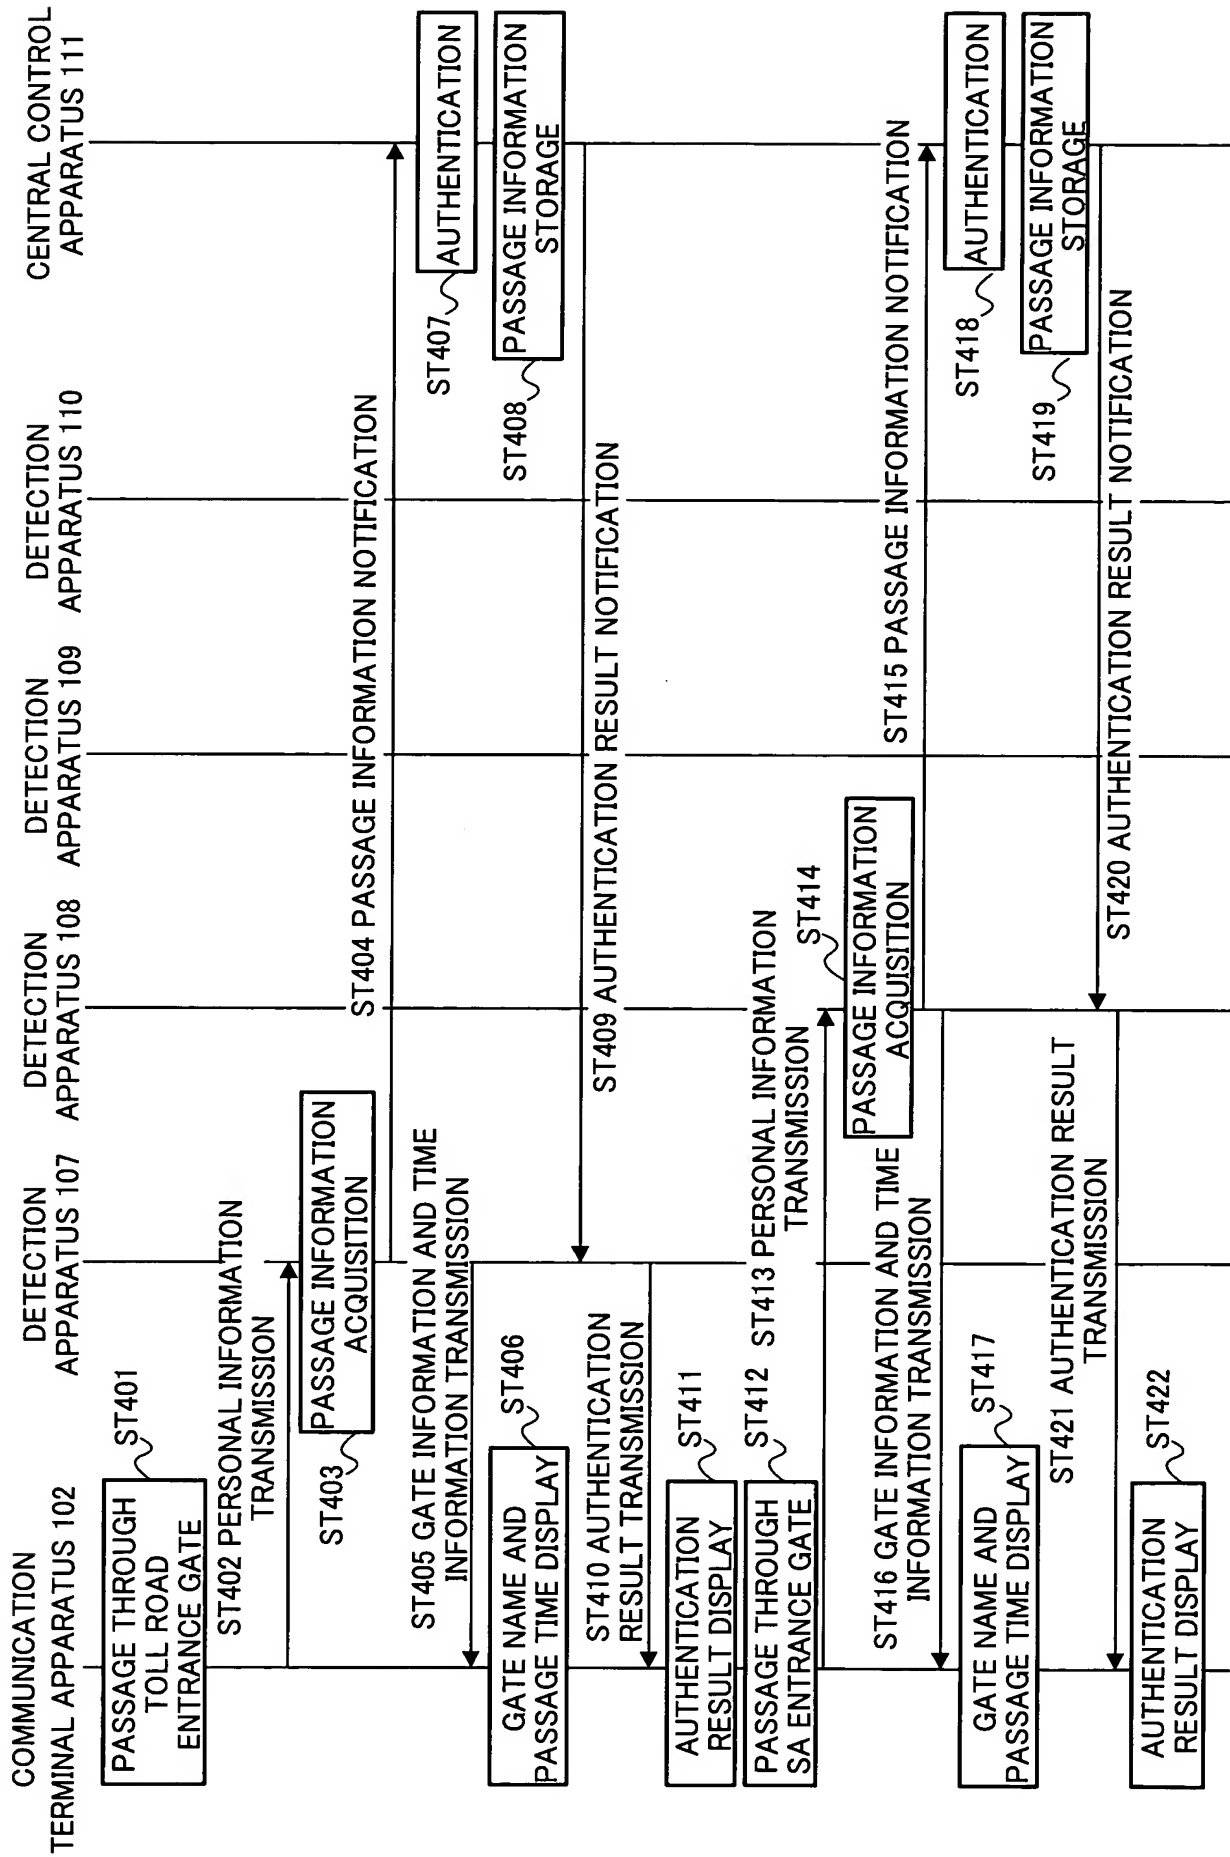 COMMUNICATION
TERMINAL APPARATUS 102
DETECTION
APPARATUS 107
DETECTION
APPARATUS 108
DETECTION
APPARATUS 109
DETECTION
APPARATUS 110
CENTRAL CONTROL
APPARATUS 111
PASSAGE THROUGH
TOLL ROAD
ENTRANCE GATE
ST401
ST402 PERSONAL INFORMATION
TRANSMISSION
PASSAGE INFORMATION
ACQUISITION
ST403
ST404 PASSAGE INFORMATION NOTIFICATION
ST405 GATE INFORMATION AND TIME
INFORMATION TRANSMISSION
AUTHENTICATION
ST407
GATE NAME AND
PASSAGE TIME DISPLAY
ST406
PASSAGE INFORMATION
STORAGE
ST408
ST409 AUTHENTICATION RESULT NOTIFICATION
ST410 AUTHENTICATION
RESULT TRANSMISSION
AUTHENTICATION
RESULT DISPLAY
ST411
PASSAGE THROUGH
SA ENTRANCE GATE
ST412
ST413 PERSONAL INFORMATION
TRANSMISSION
ST414
PASSAGE INFORMATION
ACQUISITION
ST415 PASSAGE INFORMATION NOTIFICATION
ST416 GATE INFORMATION AND TIME
INFORMATION TRANSMISSION
AUTHENTICATION
ST418
GATE NAME AND
PASSAGE TIME DISPLAY
ST417
PASSAGE INFORMATION
STORAGE
ST419
ST420 AUTHENTICATION RESULT NOTIFICATION
ST421 AUTHENTICATION RESULT
TRANSMISSION
AUTHENTICATION
RESULT DISPLAY
ST422